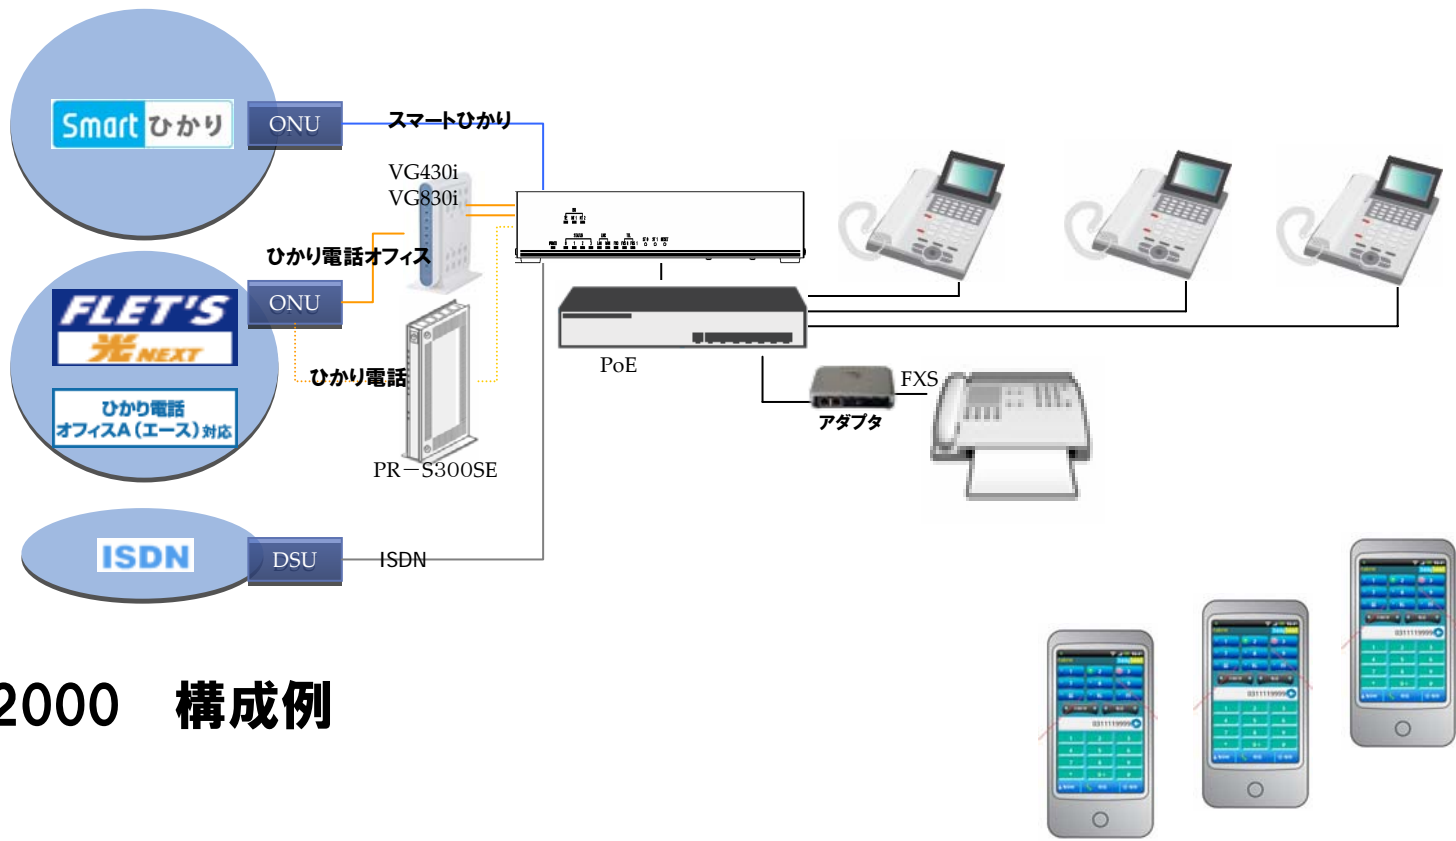 Smart ひかり
ONU
スマートひかり
VG430i
VG830i
ひかり電話オフィス
FLET'S
光 NEXT
ONU
ひかり電話
オフィスA(エース)対応
ひかり電話
PR－S300SE
PoE
アダプタ
FXS
ISDN
DSU
ISDN
2000 構成例
0311119999
0311119999
0311119999